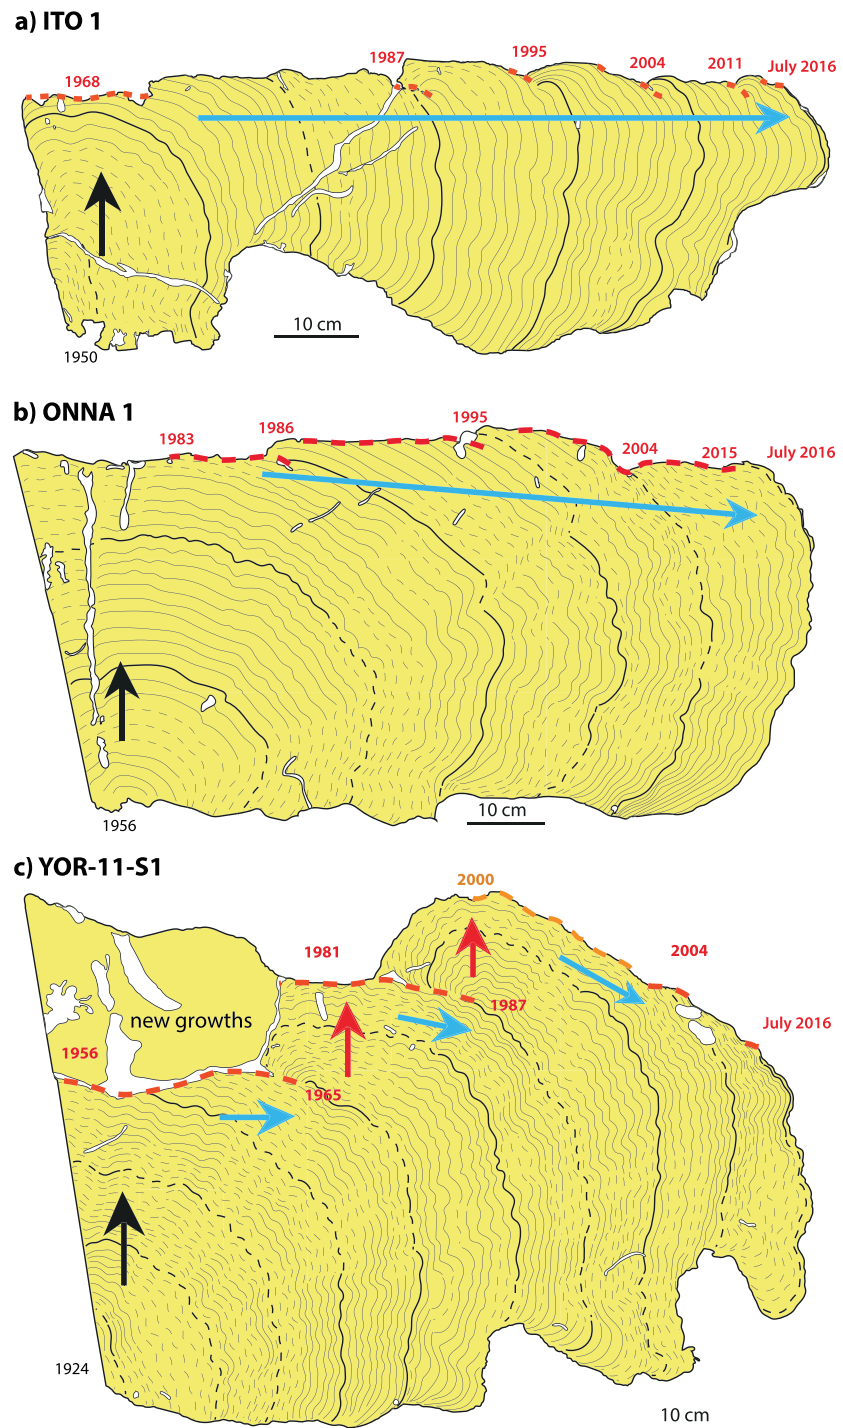 a) ITO 1
1968
1987
1995
2004
2011
July 2016
10 cm
1950
b) ONNA 1
1983
1986
1995
2004
2015
July 2016
10 cm
1956
c) YOR-11-S1
2000
1981
2004
1987
new growths
July 2016
1956
1965
1924
10 cm